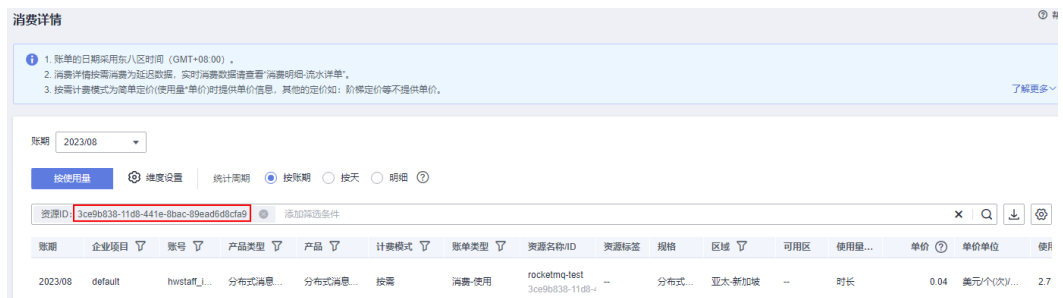 消费详情
1. 账单的日期采用东八区时间（GMT+08:00）。
2. 消费详情按需消费为延迟数据，实时消费数据请查看“消费明细-流水详单”。
3. 按需计费模式为简单定价(使用量*单价)时提供单价信息，其他的定价如：阶梯定价等不提供单价。
了解更多
账期 2023/08
按使用量 维度设置 统计周期 按账期 按天 明细
资源ID: 3ce9b838-11d8-441e-8bac-89ead6d8cfa9 添加筛选条件
账期 企业项目 账号 产品类型 产品 计费模式 账单类型 资源名称/ID 资源标签 规格 区域 可用区 使用量... 单价 单价单位 使用
2023/08 default hwstaff_i... 分布式消息... 分布式消息... 按需 消费-使用 rocketmq-test -- 分布式... 亚太-新加坡 -- 时长 0.04 美元/个(次)/... 2.7
3ce9b838-11d8-4